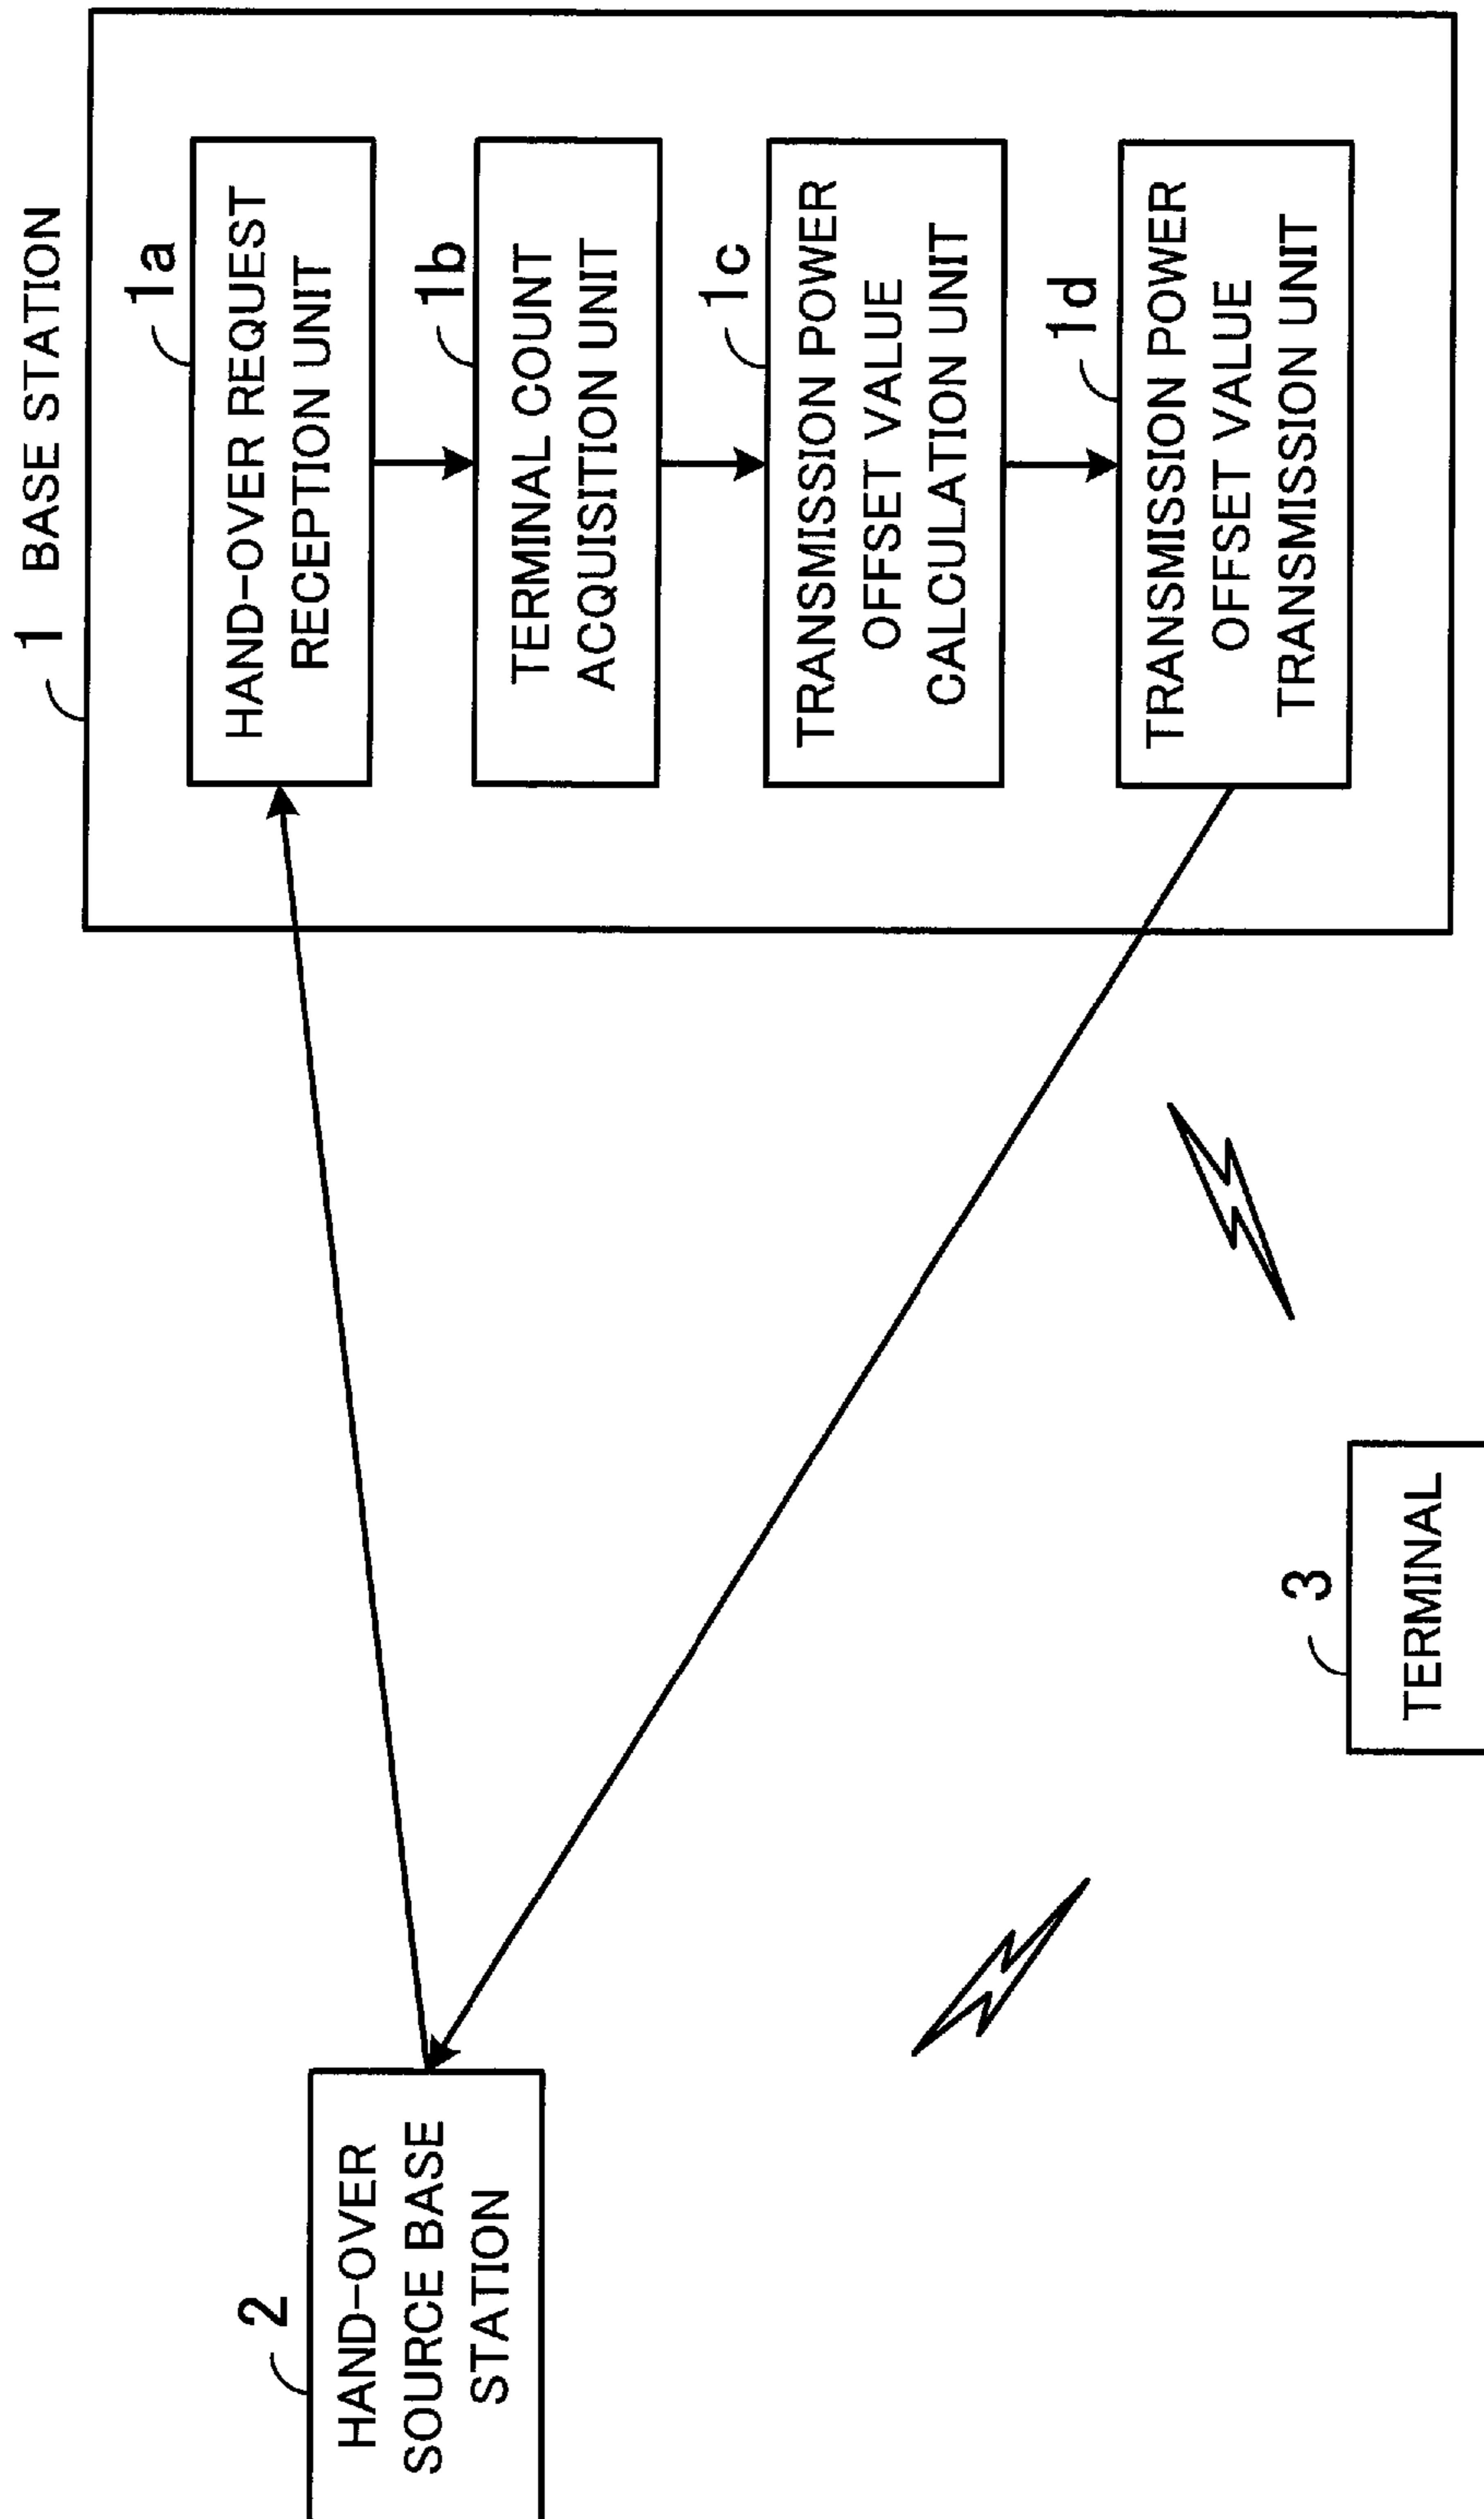 1 BASE STATION
1a
HAND-OVER REQUEST
RECEPTION UNIT
1b
TERMINAL COUNT
ACQUISITION UNIT
1c
TRANSMISSION POWER
OFFSET VALUE
CALCULATION UNIT
1d
TRANSMISSION POWER
OFFSET VALUE
TRANSMISSION UNIT
2
HAND-OVER
SOURCE BASE
STATION
3
TERMINAL